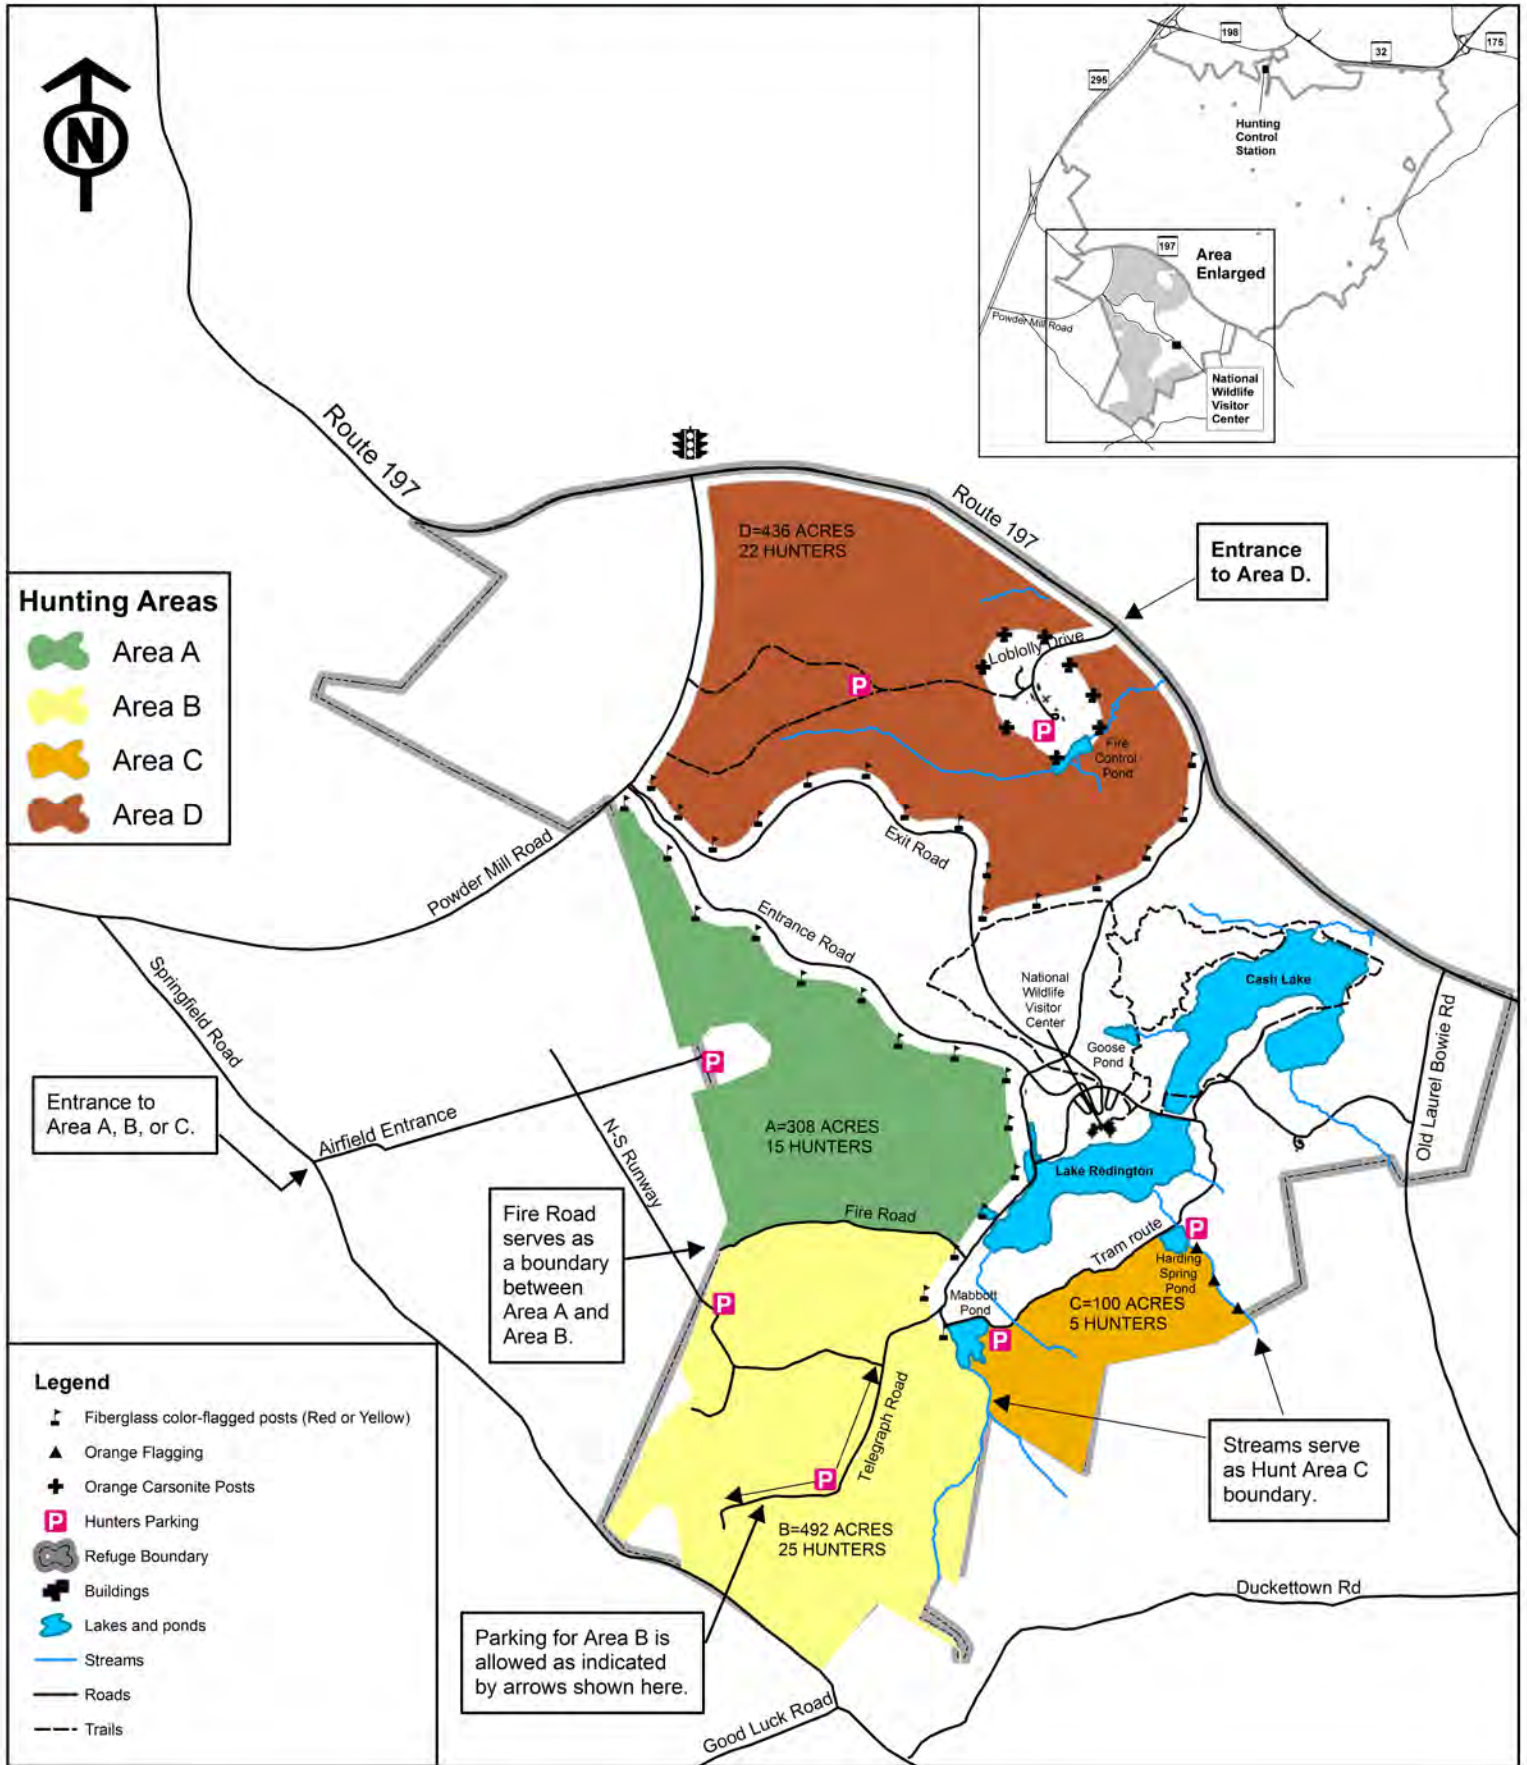 N
198
32
175
295
Hunting
Control
Station
197
Area
Enlarged
Powder Mill Road
National
Wildlife
Visitor
Center
Route 197
Route 197
D=436 ACRES
22 HUNTERS
Entrance
to Area D.
Hunting Areas
Area A
Area B
Area C
Area D
Loblolly Drive
P
P
Fire
Control
Pond
Exit Road
Powder Mill Road
Entrance Road
Springfield Road
National
Wildlife
Visitor
Center
Cash Lake
Goose
Pond
Old Laurel Bowie Rd
P
Entrance to
Area A, B, or C.
Airfield Entrance
N-S Runway
A=308 ACRES
15 HUNTERS
Lake Redington
Fire Road
Fire Road
serves as
a boundary
between
Area A and
Area B.
Tram route
P
Harding
Spring
Pond
Mabbott
Pond
C=100 ACRES
5 HUNTERS
P
P
Telegraph Road
P
Streams serve
as Hunt Area C
boundary.
B=492 ACRES
25 HUNTERS
Parking for Area B is
allowed as indicated
by arrows shown here.
Duckettown Rd
Good Luck Road
Legend
Fiberglass color-flagged posts (Red or Yellow)
Orange Flagging
Orange Carsonite Posts
P Hunters Parking
Refuge Boundary
Buildings
Lakes and ponds
Streams
Roads
Trails